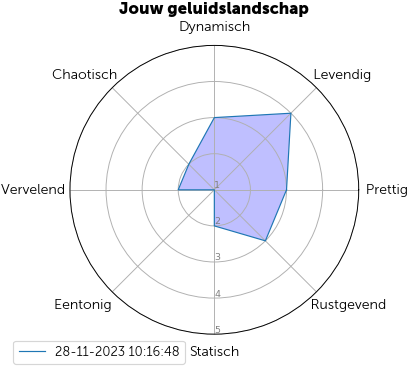 Jouw geluidslandschap
Dynamisch
Chaotisch
Levendig
Vervelend
1
Prettig
2
3
4
Eentonig
Rustgevend
5
28-11-2023 10:16:48
Statisch